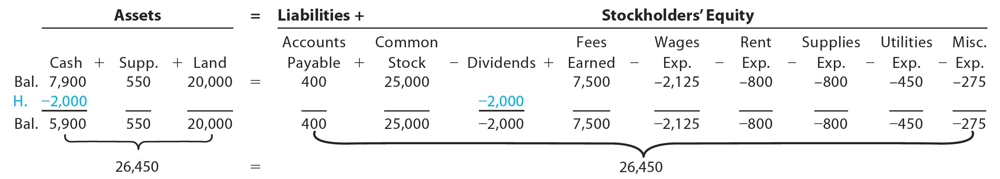 Assets = Liabilities + Stockholders’ Equity
Accounts Common Fees Wages Rent Supplies Utilities Misc.
Cash + Supp. + Land Payable + Stock − Dividends + Earned − Exp. − Exp. − Exp. − Exp. − Exp.
Bal. 7,900 550 20,000 = 400 25,000 7,500 –2,125 –800 –800 –450 –275
H. −2,000 −2,000
Bal. 5,900 550 20,000 400 25,000 −2,000 7,500 −2,125 −800 −800 −450 −275
26,450 = 26,450